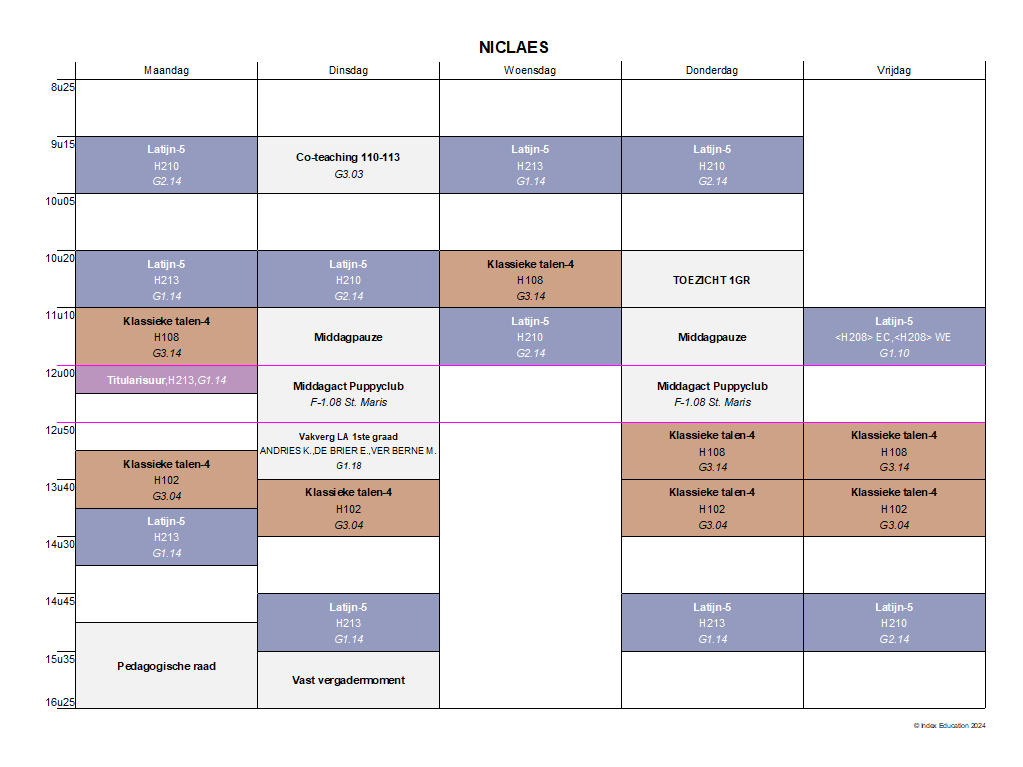 NICLAES
Maandag
Dinsdag
Woensdag
Donderdag
Vrijdag
8u25
9u15
Latijn-5
H210
G2.14
Co-teaching 110-113
G3.03
Latijn-5
H213
G1.14
Latijn-5
H210
G2.14
10u05
10u20
Latijn-5
H213
G1.14
Latijn-5
H210
G2.14
Klassieke talen-4
H108
G3.14
TOEZICHT 1GR
11u10
Klassieke talen-4
H108
G3.14
Middagpauze
Latijn-5
H210
G2.14
Middagpauze
Latijn-5
<H208> EC,<H208> WE
G1.10
12u00
Titularisuur,H213,G1.14
Middagact Puppyclub
F-1.08 St. Maris
Middagact Puppyclub
F-1.08 St. Maris
12u50
Vakverg LA 1ste graad
ANDRIES K.,DE BRIER E.,VER BERNE M.
G1.18
Klassieke talen-4
H108
G3.14
Klassieke talen-4
H108
G3.14
Klassieke talen-4
H102
G3.04
13u40
Klassieke talen-4
H102
G3.04
Klassieke talen-4
H102
G3.04
Klassieke talen-4
H102
G3.04
Latijn-5
H213
G1.14
14u30
14u45
Latijn-5
H213
G1.14
Latijn-5
H213
G1.14
Latijn-5
H210
G2.14
15u35
Pedagogische raad
Vast vergadermoment
16u25
© Index Education 2024